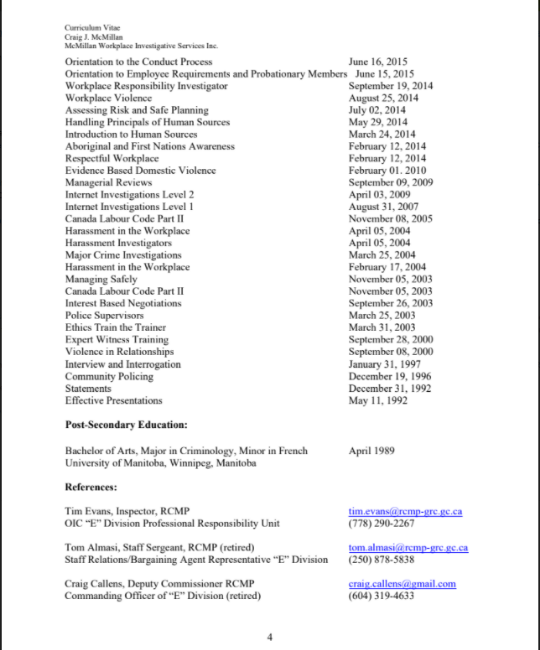 Curriculum Vitae
Craig J. McMillan
McMillan Workplace Investigative Services Inc.
Orientation to the Conduct Process June 16, 2015
Orientation to Employee Requirements and Probationary Members June 15, 2015
Workplace Responsibility Investigator September 19, 2014
Workplace Violence August 25, 2014
Assessing Risk and Safe Planning July 02, 2014
Handling Principals of Human Sources May 29, 2014
Introduction to Human Sources March 24, 2014
Aboriginal and First Nations Awareness February 12, 2014
Respectful Workplace February 12, 2014
Evidence Based Domestic Violence February 01. 2010
Managerial Reviews September 09, 2009
Internet Investigations Level 2 April 03, 2009
Internet Investigations Level 1 August 31, 2007
Canada Labour Code Part II November 08, 2005
Harassment in the Workplace April 05, 2004
Harassment Investigators April 05, 2004
Major Crime Investigations March 25, 2004
Harassment in the Workplace February 17, 2004
Managing Safely November 05, 2003
Canada Labour Code Part II November 05, 2003
Interest Based Negotiations September 26, 2003
Police Supervisors March 25, 2003
Ethics Train the Trainer March 31, 2003
Expert Witness Training September 28, 2000
Violence in Relationships September 08, 2000
Interview and Interrogation January 31, 1997
Community Policing December 19, 1996
Statements December 31, 1992
Effective Presentations May 11, 1992
Post-Secondary Education:
Bachelor of Arts, Major in Criminology, Minor in French April 1989
University of Manitoba, Winnipeg, Manitoba
References:
Tim Evans, Inspector, RCMP tim.evans@rcmp-grc.gc.ca
OIC “E” Division Professional Responsibility Unit (778) 290-2267
Tom Almasi, Staff Sergeant, RCMP (retired) tom.almasi@rcmp-grc.gc.ca
Staff Relations/Bargaining Agent Representative “E” Division (250) 878-5838
Craig Callens, Deputy Commissioner RCMP craig.callens@gmail.com
Commanding Officer of “E” Division (retired) (604) 319-4633
4